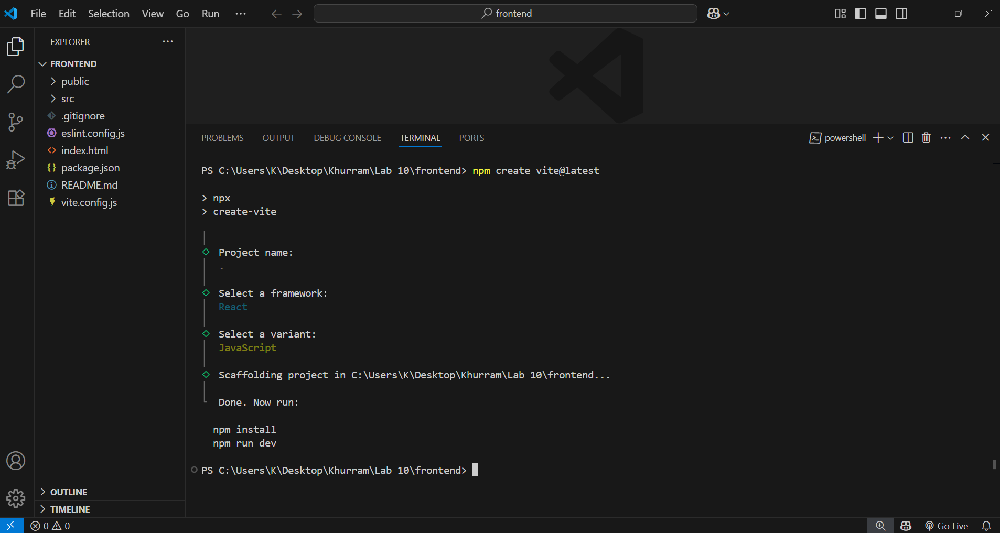 File Edit Selection View Go Run ···
frontend
EXPLORER ···
FRONTEND
public
src
.gitignore
eslint.config.js
index.html
package.json
README.md
vite.config.js
OUTLINE
TIMELINE
PROBLEMS OUTPUT DEBUG CONSOLE TERMINAL PORTS
powershell
PS C:\Users\K\Desktop\Khurram\Lab 10\frontend> npm create vite@latest
> npx
> create-vite
Project name:
.
Select a framework:
React
Select a variant:
JavaScript
Scaffolding project in C:\Users\K\Desktop\Khurram\Lab 10\frontend...
Done. Now run:
npm install
npm run dev
PS C:\Users\K\Desktop\Khurram\Lab 10\frontend>
0 0
Go Live